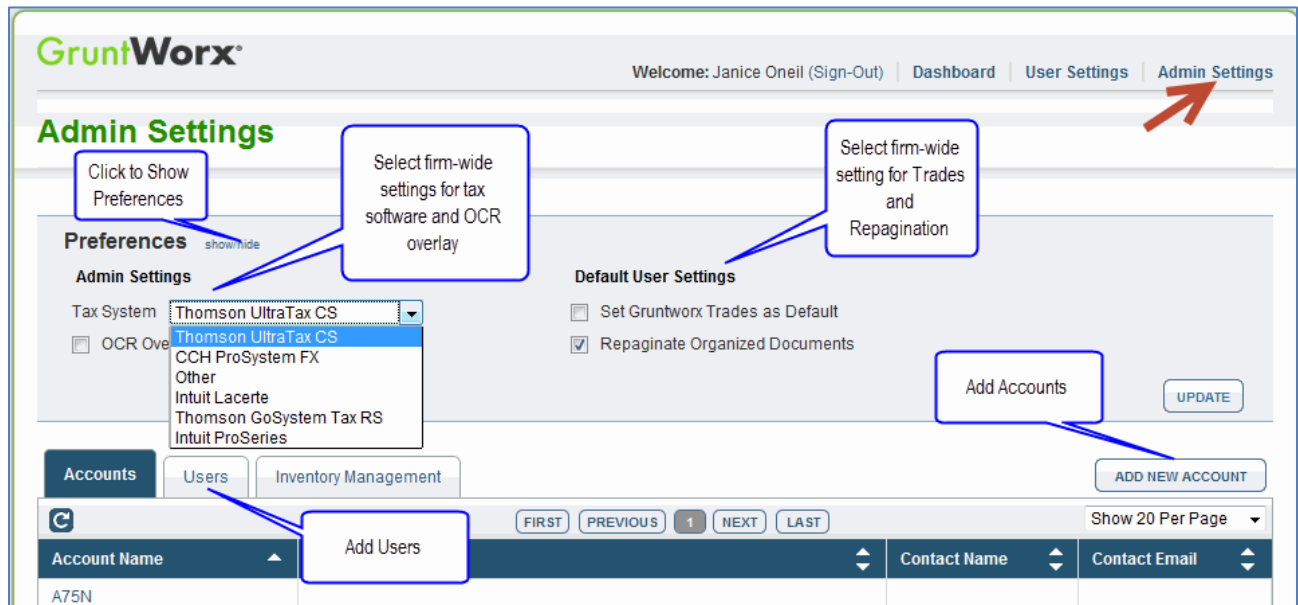 GruntWorx
Welcome: Janice Oneil (Sign-Out) Dashboard User Settings Admin Settings
Admin Settings
Click to Show
Preferences
Select firm-wide
settings for tax
software and OCR
overlay
Select firm-wide
setting for Trades
and
Repagination
Preferences show/hide
Admin Settings
Default User Settings
Tax System Thomson UltraTax CS
Set Gruntworx Trades as Default
Thomson UltraTax CS
CCH ProSystem FX
Other
Intuit Lacerte
Thomson GoSystem Tax RS
Intuit ProSeries
OCR Ove
Repaginate Organized Documents
Add Accounts
UPDATE
Accounts Users Inventory Management
ADD NEW ACCOUNT
FIRST PREVIOUS 1 NEXT LAST
Show 20 Per Page
Add Users
Account Name Contact Name Contact Email
A75N